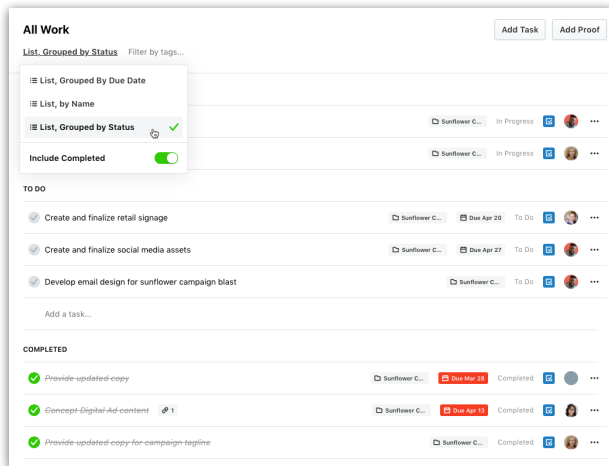 All Work
Add Task
Add Proof
List, Grouped by Status Filter by tags...
List, Grouped By Due Date
List, by Name
List, Grouped by Status
Include Completed
Sunflower C... In Progress
Sunflower C... In Progress
TO DO
Create and finalize retail signage Sunflower C... Due Apr 20 To Do
Create and finalize social media assets Sunflower C... Due Apr 27 To Do
Develop email design for sunflower campaign blast Sunflower C... To Do
Add a task...
COMPLETED
Provide updated copy Sunflower C... Due Mar 28 Completed
Concept Digital Ad content 1 Sunflower C... Due Apr 13 Completed
Provide updated copy for campaign tagline Sunflower C... Completed